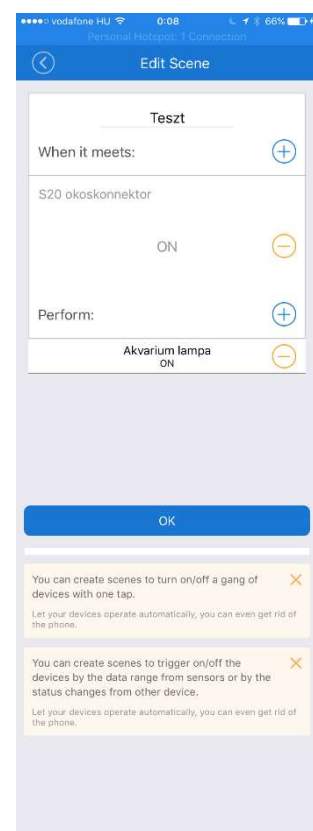 vodafone HU 0:08 66%
Personal Hotspot: 1 Connection
Edit Scene
Teszt
When it meets:
S20 okoskonnektor
ON
Perform:
Akvarium lampa
ON
OK
You can create scenes to turn on/off a gang of
devices with one tap.
Let your devices operate automatically, you can even get rid of
the phone.
You can create scenes to trigger on/off the
devices by the data range from sensors or by the
status changes from other device.
Let your devices operate automatically, you can even get rid of
the phone.